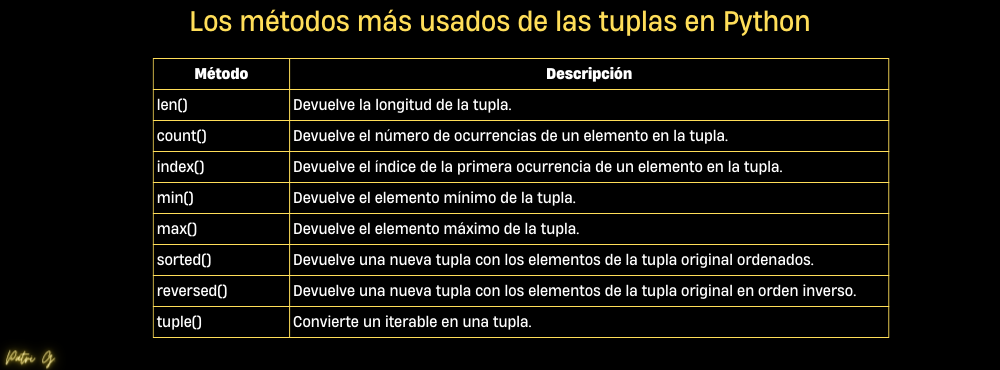 Los métodos más usados de las tuplas en Python
Método Descripción
len() Devuelve la longitud de la tupla.
count() Devuelve el número de ocurrencias de un elemento en la tupla.
index() Devuelve el índice de la primera ocurrencia de un elemento en la tupla.
min() Devuelve el elemento mínimo de la tupla.
max() Devuelve el elemento máximo de la tupla.
sorted() Devuelve una nueva tupla con los elementos de la tupla original ordenados.
reversed() Devuelve una nueva tupla con los elementos de la tupla original en orden inverso.
tuple() Convierte un iterable en una tupla.
Patri G